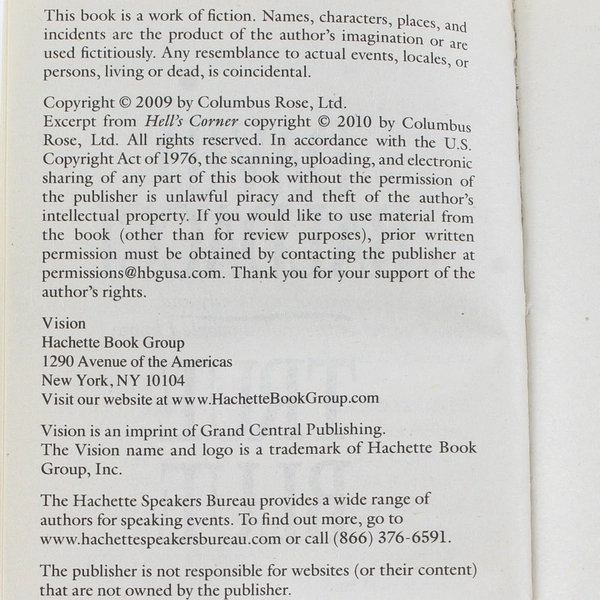 This book is a work of fiction. Names, characters, places, and
incidents are the product of the author's imagination or are
used fictitiously. Any resemblance to actual events, locales, or
persons, living or dead, is coincidental.
Copyright © 2009 by Columbus Rose, Ltd.
Excerpt from Hell's Corner copyright © 2010 by Columbus
Rose, Ltd. All rights reserved. In accordance with the U.S.
Copyright Act of 1976, the scanning, uploading, and electronic
sharing of any part of this book without the permission of
the publisher is unlawful piracy and theft of the author's
intellectual property. If you would like to use material from
the book (other than for review purposes), prior written
permission must be obtained by contacting the publisher at
permissions@hbgusa.com. Thank you for your support of the
author's rights.
Vision
Hachette Book Group
1290 Avenue of the Americas
New York, NY 10104
Visit our website at www.HachetteBookGroup.com
Vision is an imprint of Grand Central Publishing.
The Vision name and logo is a trademark of Hachette Book
Group, Inc.
The Hachette Speakers Bureau provides a wide range of
authors for speaking events. To find out more, go to
www.hachettespeakersbureau.com or call (866) 376-6591.
The publisher is not responsible for websites (or their content)
that are not owned by the publisher.